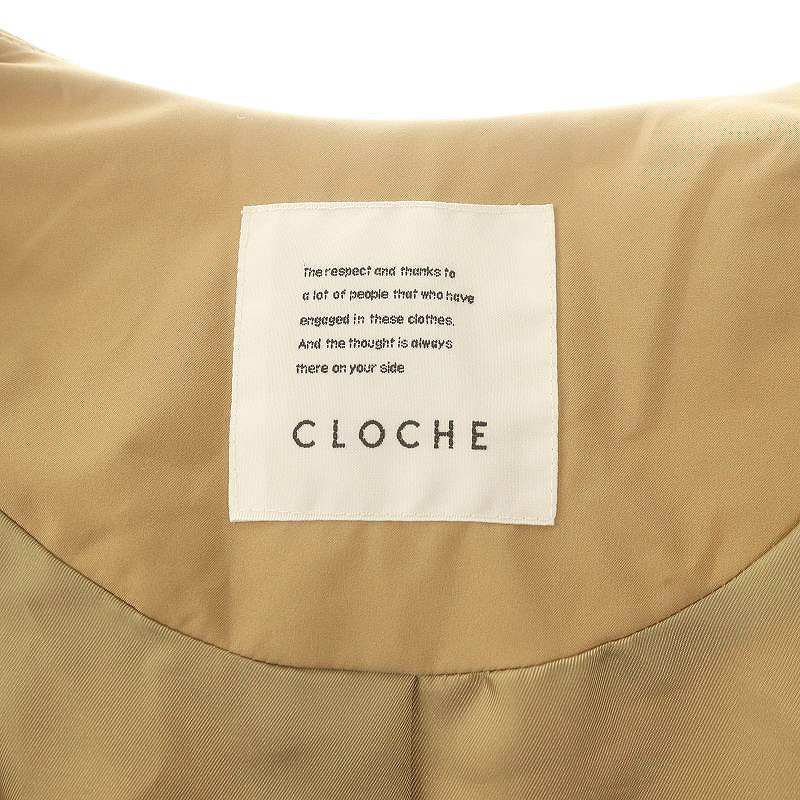 The respect and thanks to
a lot of people that who have
engaged in these clothes.
And the thought is always
there on your side
CLOCHE